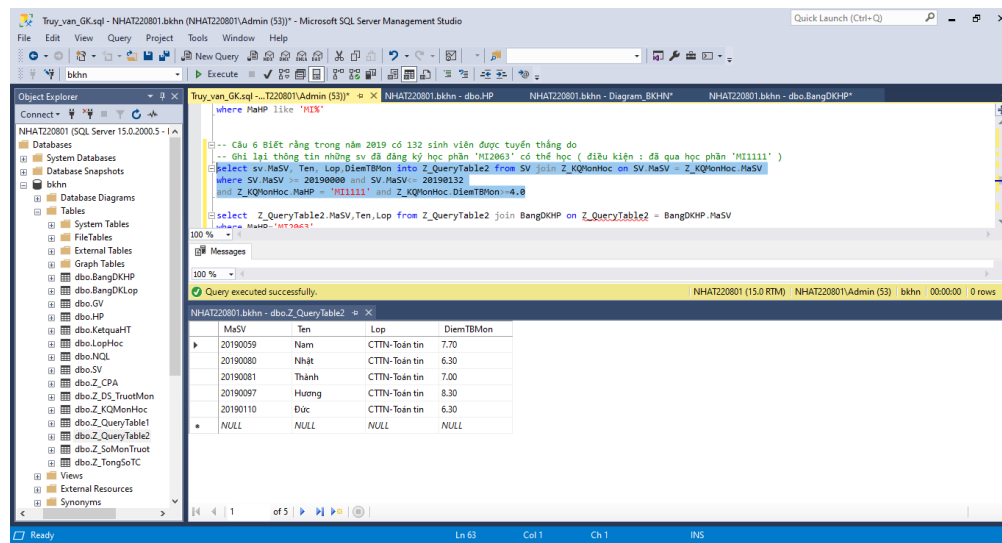 Truy_van_GK.sql - NHAT220801.bkhn (NHAT220801\Admin (53))* - Microsoft SQL Server Management Studio
Quick Launch (Ctrl+Q)
File Edit View Query Project Tools Window Help
New Query
bkhn
Execute
Object Explorer
Connect
NHAT220801 (SQL Server 15.0.2000.5 - I
Databases
System Databases
Database Snapshots
bkhn
Database Diagrams
Tables
System Tables
FileTables
External Tables
Graph Tables
dbo.BangDKHP
dbo.BangDKLop
dbo.GV
dbo.HP
dbo.KetquaHT
dbo.LopHoc
dbo.NQL
dbo.SV
dbo.Z_CPA
dbo.Z_DS_TruotMon
dbo.Z_KQMonHoc
dbo.Z_QueryTable1
dbo.Z_QueryTable2
dbo.Z_SoMonTruot
dbo.Z_TongSoTC
Views
External Resources
Synonyms
Truy_van_GK.sql -...T220801\Admin (53))* NHAT220801.bkhn - dbo.HP NHAT220801.bkhn - Diagram_BKHN* NHAT220801.bkhn - dbo.BangDKHP*
where MaHP like 'MI%'
-- Câu 6 Biết rằng trong năm 2019 có 132 sinh viên được tuyển thẳng do
-- Ghi lại thông tin những sv đã đăng ký học phần 'MI2063' có thể học ( điều kiện : đã qua học phần 'MI1111' )
select sv.MaSV, Ten, Lop,DiemTBMon into Z_QueryTable2 from SV join Z_KQMonHoc on SV.MaSV = Z_KQMonHoc.MaSV
where SV.MaSV >= 20190000 and SV.MaSV<= 20190132
and Z_KQMonHoc.MaHP = 'MI1111' and Z_KQMonHoc.DiemTBMon>=4.0
select Z_QueryTable2.MaSV,Ten,Lop from Z_QueryTable2 join BangDKHP on Z_QueryTable2 = BangDKHP.MaSV
where MaHP='MI2063'
100 %
Messages
100 %
Query executed successfully. NHAT220801 (15.0 RTM) NHAT220801\Admin (53) bkhn 00:00:00 0 rows
NHAT220801.bkhn - dbo.Z_QueryTable2
MaSV Ten Lop DiemTBMon
20190059 Nam CTTN-Toán tin 7.70
20190080 Nhật CTTN-Toán tin 6.30
20190081 Thành CTTN-Toán tin 7.00
20190097 Hương CTTN-Toán tin 8.30
20190110 Đức CTTN-Toán tin 6.30
NULL NULL NULL NULL
1 of 5
Ready Ln 63 Col 1 Ch 1 INS